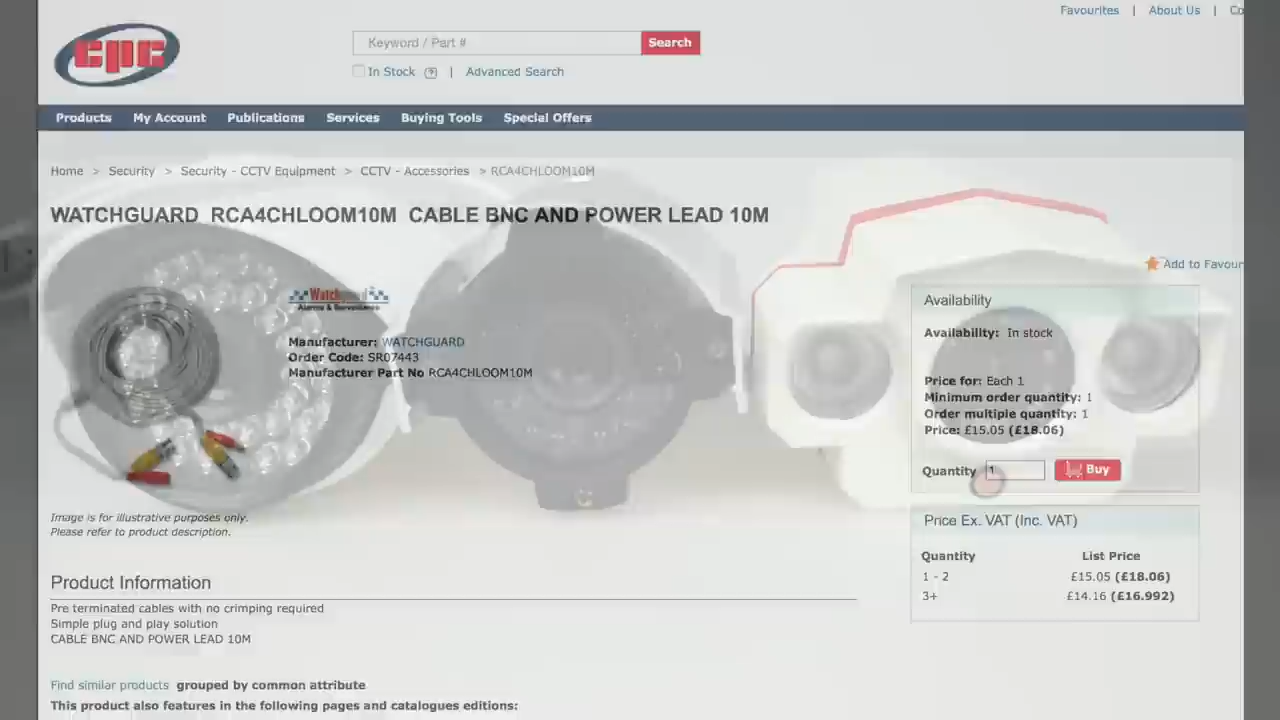 Favourites | About Us | Co
cpc
Keyword / Part #
Search
In Stock ? | Advanced Search
Products My Account Publications Services Buying Tools Special Offers
Home > Security > Security - CCTV Equipment > CCTV - Accessories > RCA4CHLOOM10M
WATCHGUARD RCA4CHLOOM10M CABLE BNC AND POWER LEAD 10M
Add to Favour
Watchguard
Alarms & Surveillance
Manufacturer: WATCHGUARD
Order Code: SR07443
Manufacturer Part No RCA4CHLOOM10M
Availability
Availability: In stock
Price for: Each 1
Minimum order quantity: 1
Order multiple quantity: 1
Price: £15.05 (£18.06)
Quantity 1 Buy
Image is for illustrative purposes only.
Please refer to product description.
Price Ex. VAT (Inc. VAT)
Quantity List Price
1 - 2 £15.05 (£18.06)
3+ £14.16 (£16.992)
Product Information
Pre terminated cables with no crimping required
Simple plug and play solution
CABLE BNC AND POWER LEAD 10M
Find similar products grouped by common attribute
This product also features in the following pages and catalogues editions: